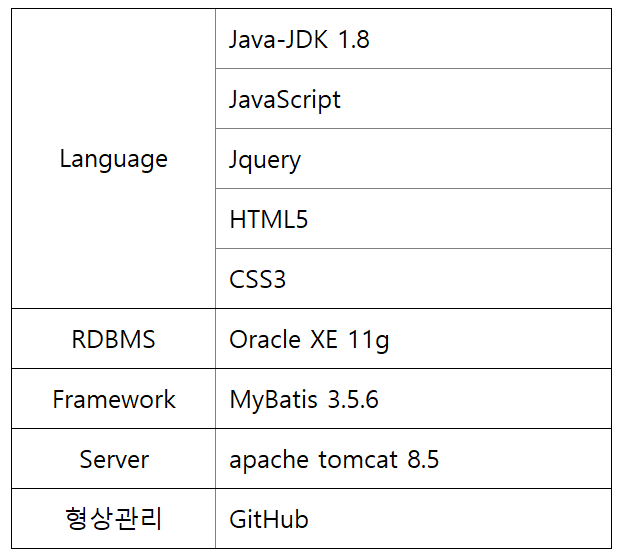 Language
Java-JDK 1.8
JavaScript
Jquery
HTML5
CSS3
RDBMS
Oracle XE 11g
Framework
MyBatis 3.5.6
Server
apache tomcat 8.5
형상관리
GitHub